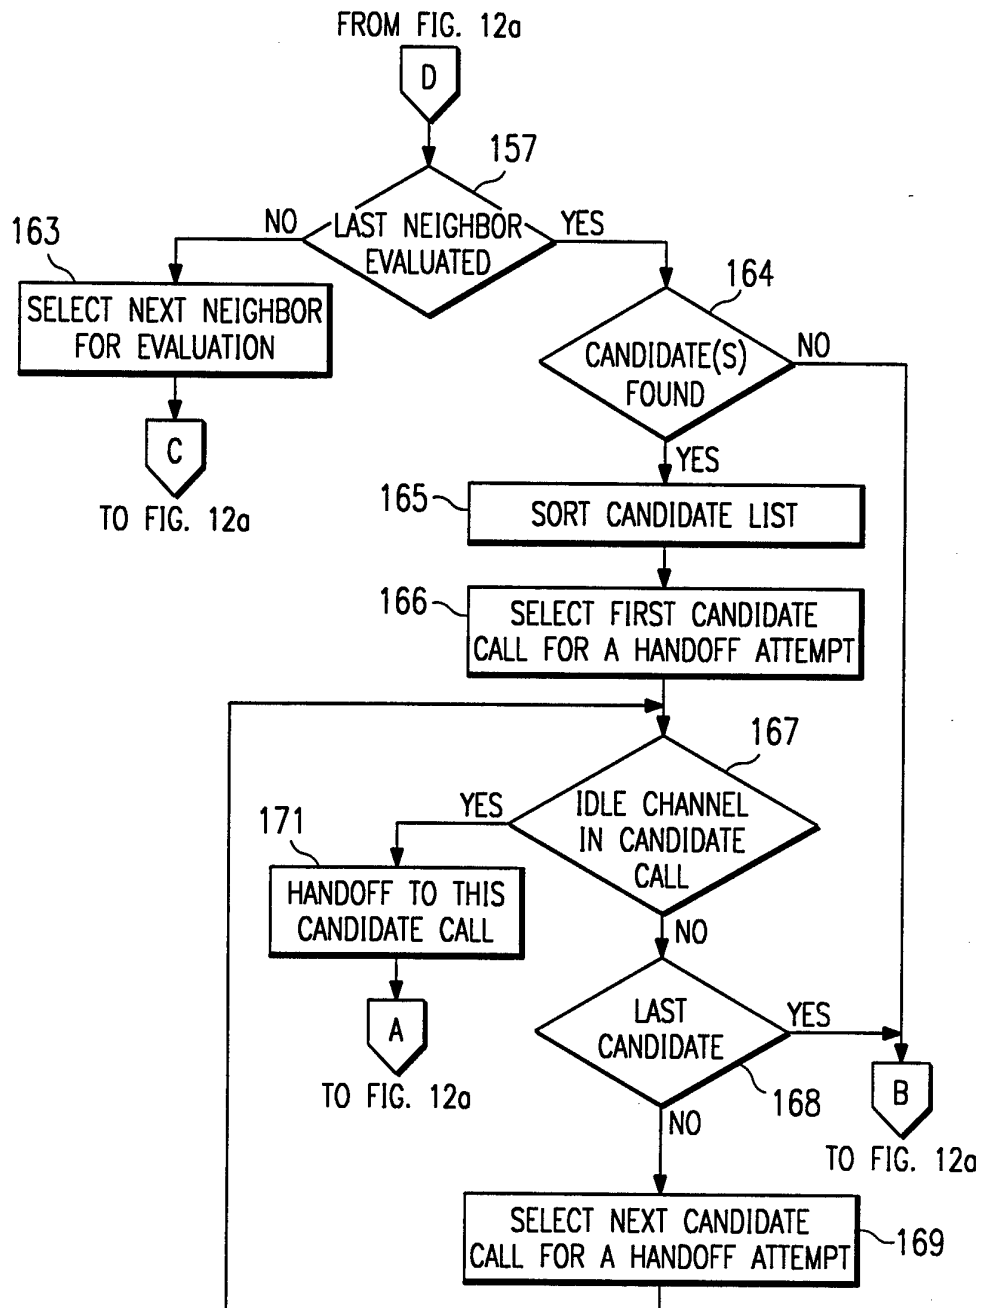 FROM FIG. 12a
D
157
LAST NEIGHBOR
EVALUATED
NO
YES
163
SELECT NEXT NEIGHBOR
FOR EVALUATION
C
TO FIG. 12a
164
CANDIDATE(S)
FOUND
NO
YES
165
SORT CANDIDATE LIST
166
SELECT FIRST CANDIDATE
CALL FOR A HANDOFF ATTEMPT
167
IDLE CHANNEL
IN CANDIDATE
CALL
YES
NO
171
HANDOFF TO THIS
CANDIDATE CALL
A
TO FIG. 12a
LAST
CANDIDATE
YES
168
NO
B
TO FIG. 12a
SELECT NEXT CANDIDATE
CALL FOR A HANDOFF ATTEMPT
169